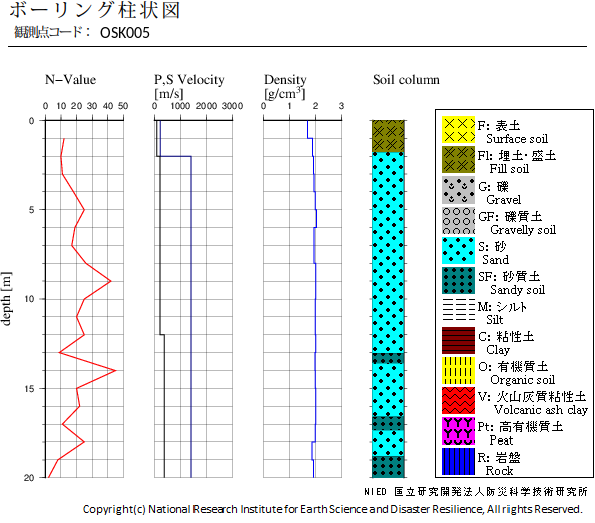 ボーリング柱状図
観測点コード： OSK005
N-Value
0 10 20 30 40 50
P,S Velocity
[m/s]
0 1000 2000 3000
Density
[g/cm³]
0 1 2 3
Soil column
depth [m]
0
5
10
15
20
F: 表土
Surface soil
Fl: 埋土・盛土
Fill soil
G: 礫
Gravel
GF: 礫質土
Gravelly soil
S: 砂
Sand
SF: 砂質土
Sandy soil
M: シルト
Silt
C: 粘性土
Clay
O: 有機質土
Organic soil
V: 火山灰質粘性土
Volcanic ash clay
Pt: 高有機質土
Peat
R: 岩盤
Rock
NIED 国立研究開発法人防災科学技術研究所
Copyright(c) National Research Institute for Earth Science and Disaster Resilience, All rights Reserved.